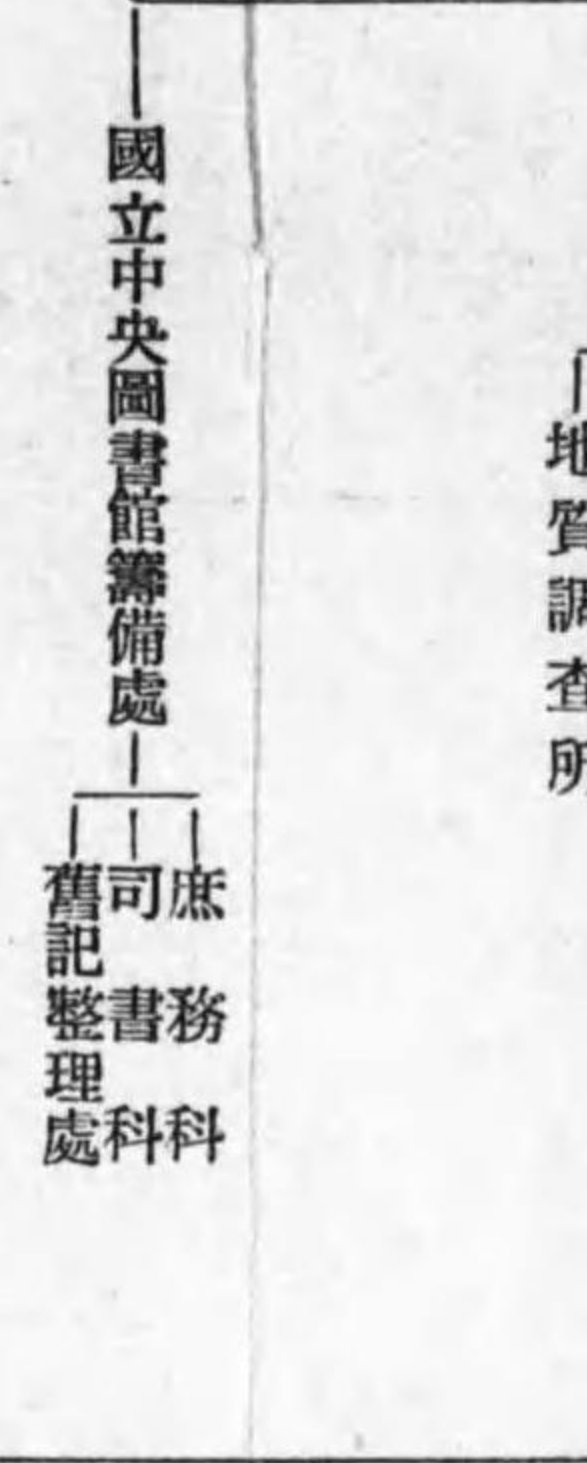 地質調查所
國立中央圖書館籌備處
庶務科
司書科
舊記整理處